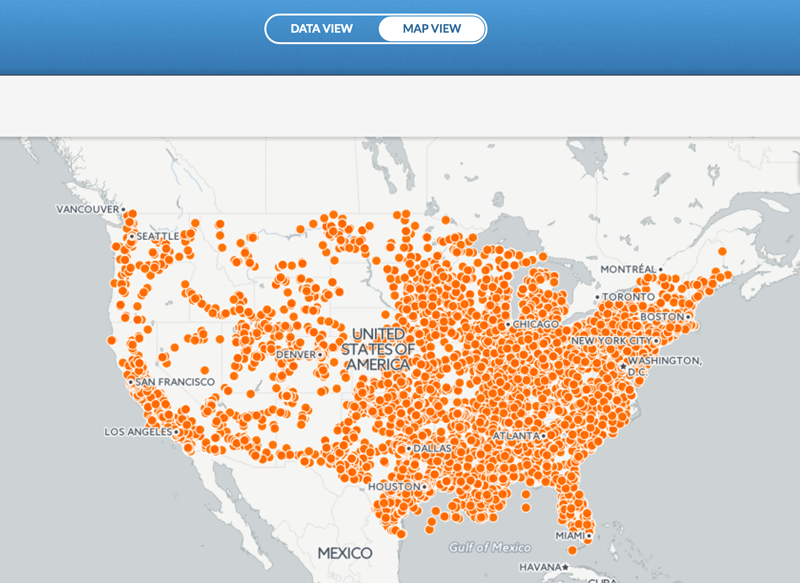 DATA VIEW
MAP VIEW
VANCOUVER
SEATTLE
MONTRÉAL
TORONTO
BOSTON
CHICAGO
NEW YORK CITY
UNITED
STATES OF
AMERICA
DENVER
WASHINGTON,
D.C.
SAN FRANCISCO
LOS ANGELES
ATLANTA
DALLAS
HOUSTON
MIAMI
Gulf of Mexico
MEXICO
HAVANA
CUBA